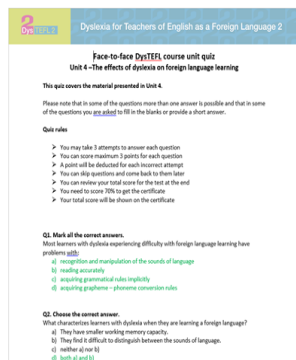 2
DysTEFL2
Dyslexia for Teachers of English as a Foreign Language 2
Face-to-face DysTEFL course unit quiz
Unit 4 –The effects of dyslexia on foreign language learning
This quiz covers the material presented in Unit 4.
Please note that in some of the questions more than one answer is possible and that in some
of the questions you are asked to fill in the blanks or provide a short answer.
Quiz rules
➤ You may take 3 attempts to answer each question
➤ You can score maximum 3 points for each question
➤ A point will be deducted for each incorrect attempt
➤ You can skip questions and come back to them later
➤ You can review your total score for the test at the end
➤ You need to score 70% to get the certificate
➤ Your total score will be shown on the certificate
Q1. Mark all the correct answers.
Most learners with dyslexia experiencing difficulty with foreign language learning have
problems with:
a) recognition and manipulation of the sounds of language
b) reading accurately
c) acquiring grammatical rules implicitly
d) acquiring grapheme – phoneme conversion rules
Q2. Choose the correct answer.
What characterizes learners with dyslexia when they are learning a foreign language?
a) They have smaller working memory capacity.
b) They find it difficult to distinguish between the sounds of language.
c) neither a) nor b)
d) both a) and b)